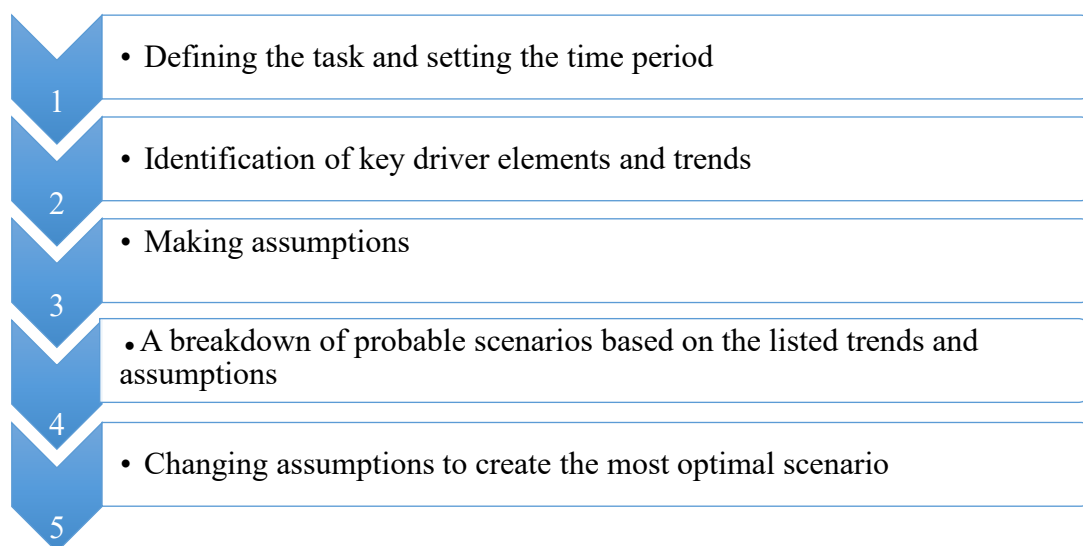 • Defining the task and setting the time period
1
• Identification of key driver elements and trends
2
• Making assumptions
3
• A breakdown of probable scenarios based on the listed trends and
assumptions
4
• Changing assumptions to create the most optimal scenario
5